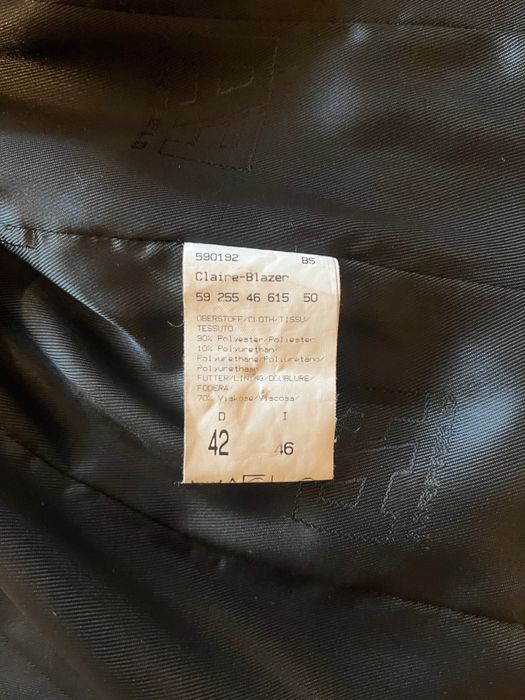 590192 BS
Claire-Blazer
59 255 46 615 50
OBERSTOFF/CLOTH/TISSU/
TESSUTO
90% Polyester/Poliester
10% Polyurethan/
Polyurethane/Poliuretano/
Polyurethaan
FUTTER/LINING/DOUBLURE/
FODERA
70% Viskose/Viscosa/
D I
42 46